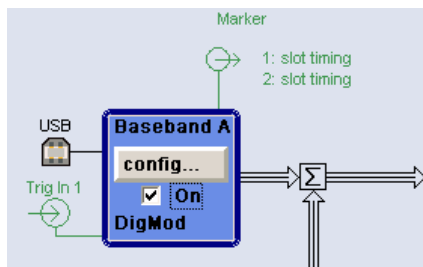 Marker
1: slot timing
2: slot timing
USB
Baseband A
config...
On
Trig In 1
DigMod
Σ